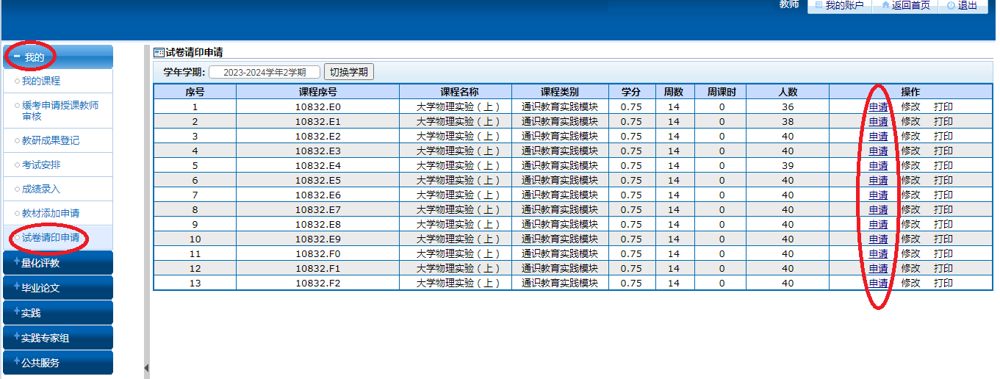 教师 我的账户 返回首页 退出
我的
我的课程
缓考申请授课教师
审核
教研成果登记
考试安排
成绩录入
教材添加申请
试卷请印申请
量化评教
毕业论文
实践
实践专家组
公共服务
试卷请印申请
学年学期: 2023-2024学年2学期 切换学期
序号 课程序号 课程名称 课程类别 学分 周数 周课时 人数 操作
1 10832.E0 大学物理实验（上） 通识教育实践模块 0.75 14 0 36 申请 修改 打印
2 10832.E1 大学物理实验（上） 通识教育实践模块 0.75 14 0 38 申请 修改 打印
3 10832.E2 大学物理实验（上） 通识教育实践模块 0.75 14 0 40 申请 修改 打印
4 10832.E3 大学物理实验（上） 通识教育实践模块 0.75 14 0 40 申请 修改 打印
5 10832.E4 大学物理实验（上） 通识教育实践模块 0.75 14 0 39 申请 修改 打印
6 10832.E5 大学物理实验（上） 通识教育实践模块 0.75 14 0 40 申请 修改 打印
7 10832.E6 大学物理实验（上） 通识教育实践模块 0.75 14 0 40 申请 修改 打印
8 10832.E7 大学物理实验（上） 通识教育实践模块 0.75 14 0 40 申请 修改 打印
9 10832.E8 大学物理实验（上） 通识教育实践模块 0.75 14 0 40 申请 修改 打印
10 10832.E9 大学物理实验（上） 通识教育实践模块 0.75 14 0 40 申请 修改 打印
11 10832.F0 大学物理实验（上） 通识教育实践模块 0.75 14 0 40 申请 修改 打印
12 10832.F1 大学物理实验（上） 通识教育实践模块 0.75 14 0 40 申请 修改 打印
13 10832.F2 大学物理实验（上） 通识教育实践模块 0.75 14 0 40 申请 修改 打印